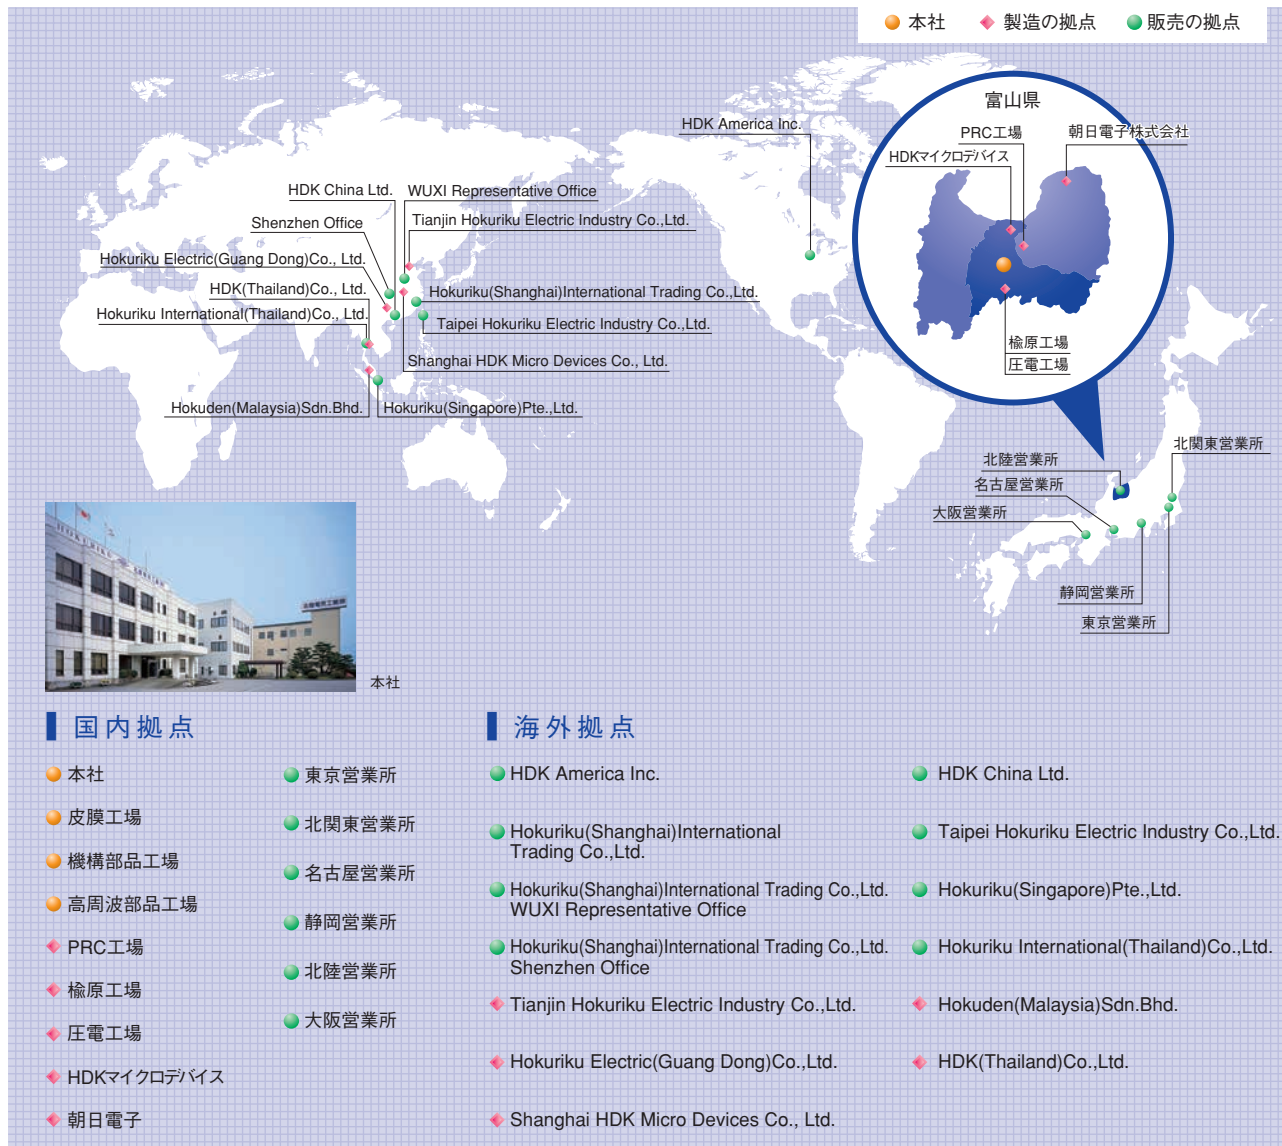 本社
製造の拠点
販売の拠点
富山県
PRC工場
朝日電子株式会社
HDKマイクロデバイス
楡原工場
圧電工場
HDK America Inc.
HDK China Ltd.
WUXI Representative Office
Shenzhen Office
Tianjin Hokuriku Electric Industry Co.,Ltd.
Hokuriku Electric(Guang Dong)Co., Ltd.
HDK(Thailand)Co., Ltd.
Hokuriku(Shanghai)International Trading Co.,Ltd.
Hokuriku International(Thailand)Co., Ltd.
Taipei Hokuriku Electric Industry Co.,Ltd.
Shanghai HDK Micro Devices Co., Ltd.
Hokuden(Malaysia)Sdn.Bhd.
Hokuriku(Singapore)Pte.,Ltd.
北関東営業所
北陸営業所
名古屋営業所
大阪営業所
静岡営業所
東京営業所
HOKURIKU
本社
国内拠点
本社
皮膜工場
機構部品工場
高周波部品工場
PRC工場
楡原工場
圧電工場
HDKマイクロデバイス
朝日電子
東京営業所
北関東営業所
名古屋営業所
静岡営業所
北陸営業所
大阪営業所
海外拠点
HDK America Inc.
Hokuriku(Shanghai)International
Trading Co.,Ltd.
Hokuriku(Shanghai)International Trading Co.,Ltd.
WUXI Representative Office
Hokuriku(Shanghai)International Trading Co.,Ltd.
Shenzhen Office
Tianjin Hokuriku Electric Industry Co.,Ltd.
Hokuriku Electric(Guang Dong)Co.,Ltd.
Shanghai HDK Micro Devices Co., Ltd.
HDK China Ltd.
Taipei Hokuriku Electric Industry Co.,Ltd.
Hokuriku(Singapore)Pte.,Ltd.
Hokuriku International(Thailand)Co.,Ltd.
Hokuden(Malaysia)Sdn.Bhd.
HDK(Thailand)Co.,Ltd.